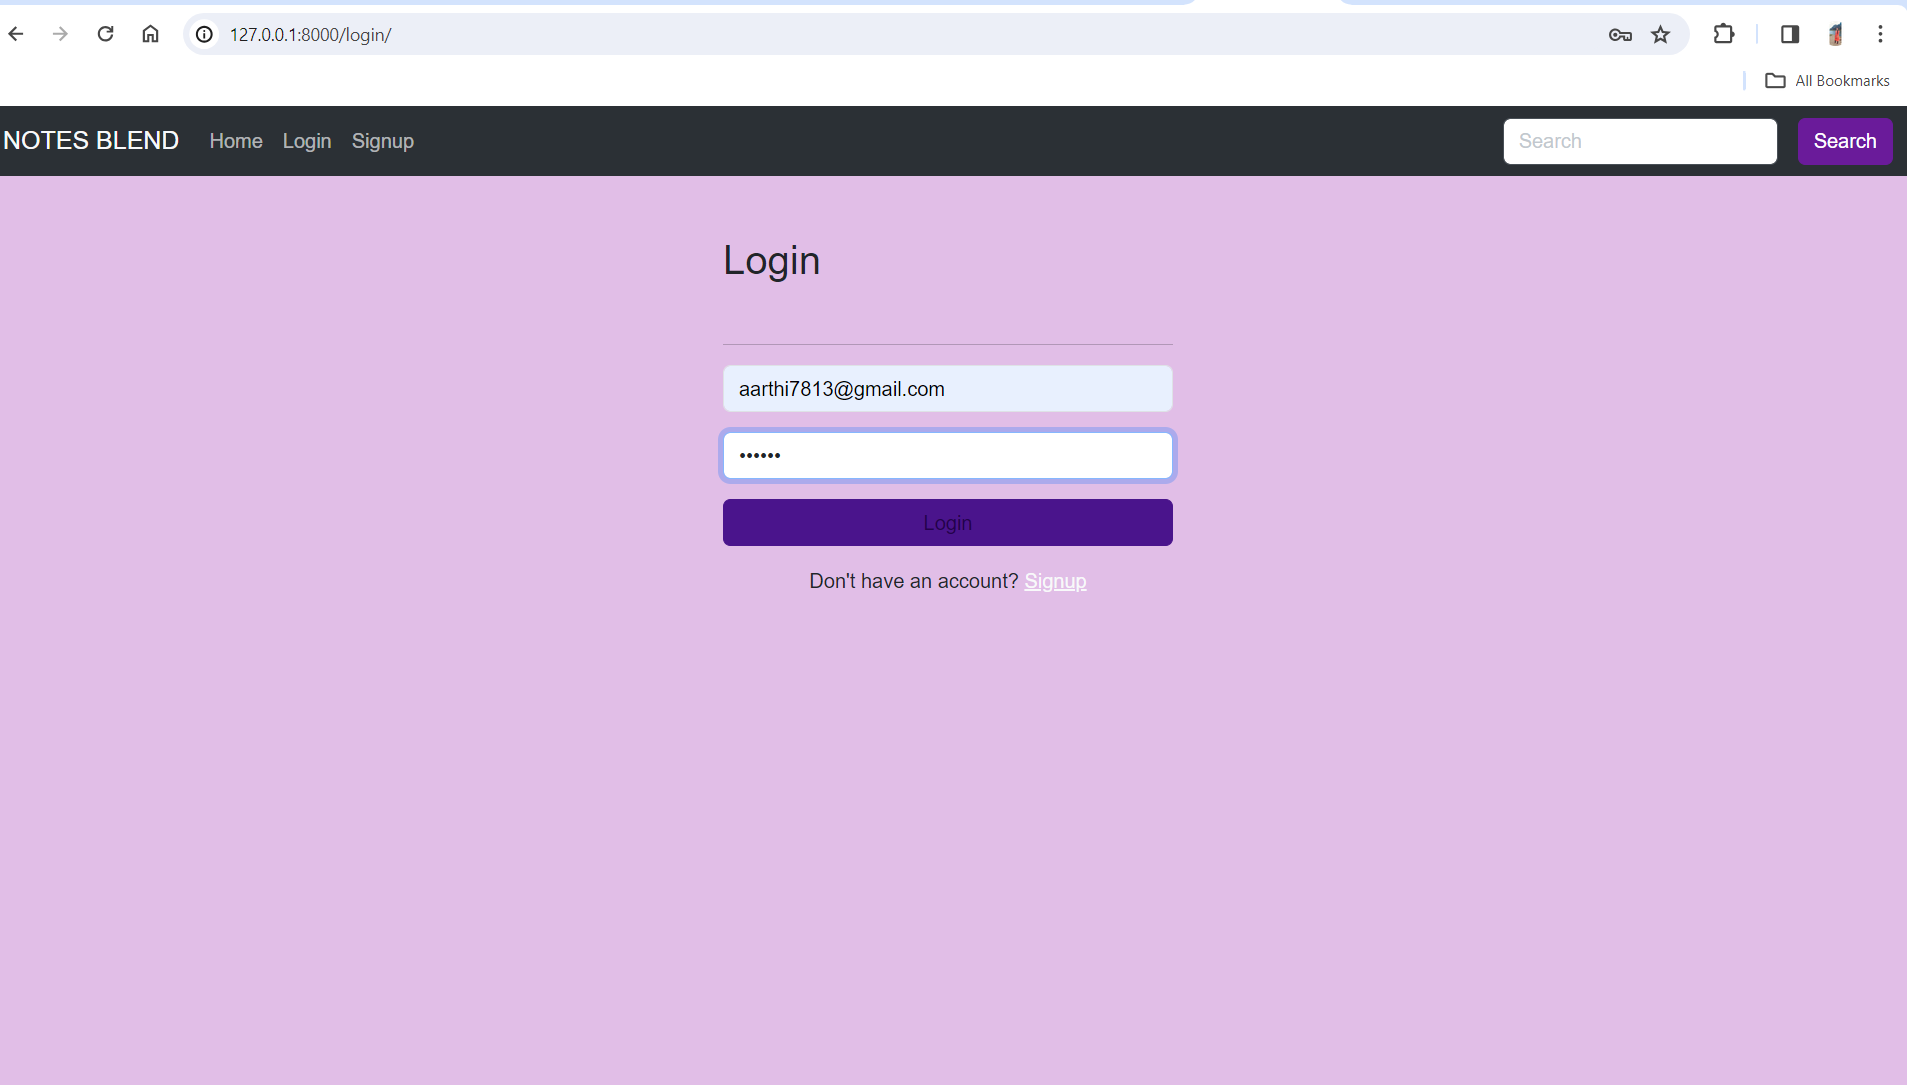 127.0.0.1:8000/login/
All Bookmarks
NOTES BLEND Home Login Signup Search Search
Login
aarthi7813@gmail.com
••••••
Login
Don't have an account? Signup